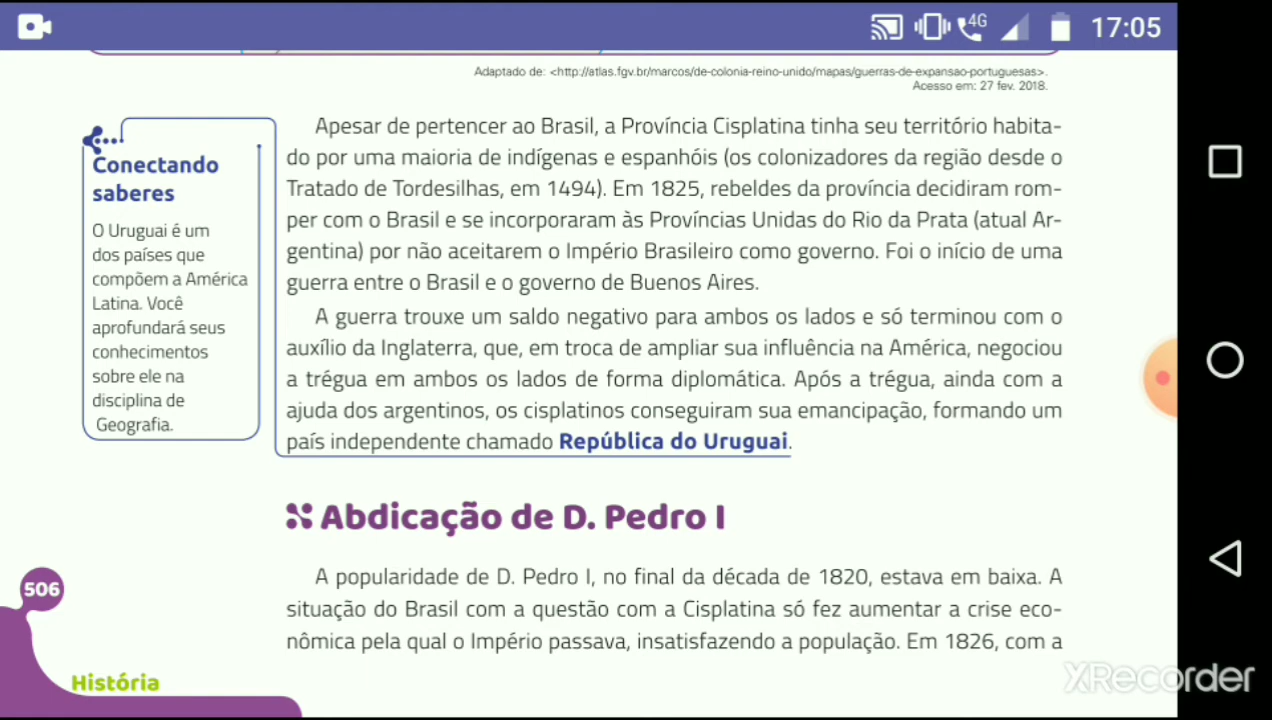 4G
17:05
Adaptado de: <http://atlas.fgv.br/marcos/de-colonia-reino-unido/mapas/guerras-de-expansao-portuguesas>.
Acesso em: 27 fev. 2018.
Conectando
saberes
O Uruguai é um
dos países que
compõem a América
Latina. Você
aprofundará seus
conhecimentos
sobre ele na
disciplina de
Geografia.
Apesar de pertencer ao Brasil, a Província Cisplatina tinha seu território habita-
do por uma maioria de indígenas e espanhóis (os colonizadores da região desde o
Tratado de Tordesilhas, em 1494). Em 1825, rebeldes da província decidiram rom-
per com o Brasil e se incorporaram às Províncias Unidas do Rio da Prata (atual Ar-
gentina) por não aceitarem o Império Brasileiro como governo. Foi o início de uma
guerra entre o Brasil e o governo de Buenos Aires.
A guerra trouxe um saldo negativo para ambos os lados e só terminou com o
auxílio da Inglaterra, que, em troca de ampliar sua influência na América, negociou
a trégua em ambos os lados de forma diplomática. Após a trégua, ainda com a
ajuda dos argentinos, os cisplatinos conseguiram sua emancipação, formando um
país independente chamado República do Uruguai.
Abdicação de D. Pedro I
A popularidade de D. Pedro I, no final da década de 1820, estava em baixa. A
situação do Brasil com a questão com a Cisplatina só fez aumentar a crise eco-
nômica pela qual o Império passava, insatisfazendo a população. Em 1826, com a
506
História
XRecorder